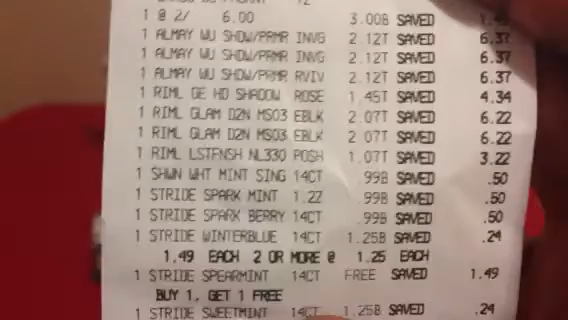 1 @ 2/ 6.00 3.00B SAVED
1 ALMAY WU SHDW/PRMR INVG 2.12T SAVED 6.37
1 ALMAY WU SHDW/PRMR INVG 2.12T SAVED 6.37
1 ALMAY WU SHDW/PRMR RVIV 2.12T SAVED 6.37
1 RIML GE HD SHADOW ROSE 1.45T SAVED 4.34
1 RIML GLAM D2N MS03 EBLK 2.07T SAVED 6.22
1 RIML GLAM D2N MS03 EBLK 2.07T SAVED 6.22
1 RIML LSTFNSH NL330 POSH 1.07T SAVED 3.22
1 SHWN WHT MINT SING 14CT .99B SAVED .50
1 STRIDE SPARK MINT 1.2Z .99B SAVED .50
1 STRIDE SPARK BERRY 14CT .99B SAVED .50
1 STRIDE WINTERBLUE 14CT 1.25B SAVED .24
1.49 EACH 2 OR MORE @ 1.25 EACH
1 STRIDE SPEARMINT 14CT FREE SAVED 1.49
BUY 1, GET 1 FREE
1 STRIDE SWEETMINT 14CT 1.25B SAVED .24